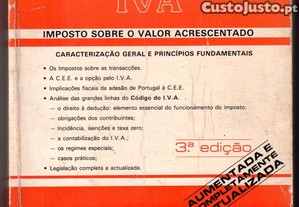 IVA
Custojusto.pt
IMPOSTO SOBRE O VALOR ACRESCENTADO
CARACTERIZAÇÃO GERAL E PRINCÍPIOS FUNDAMENTAIS
• Os Impostos sobre as transacções.
• A C.E.E. e a opção pelo I.V.A.
• Implicações fiscais da adesão de Portugal à C.E.E.
• Análise das grandes linhas do Código do I.V.A.
– o direito à dedução: elemento essencial do funcionamento do imposto;
– obrigações dos contribuintes;
– incidência, isenções e taxa zero;
– a contabilização do I.V.A.;
– os regimes especiais;
– casos práticos;
• Legislação completa e actualizada.
3.ª edição
AUMENTADA E
COMPLETAMENTE
ACTUALIZADA